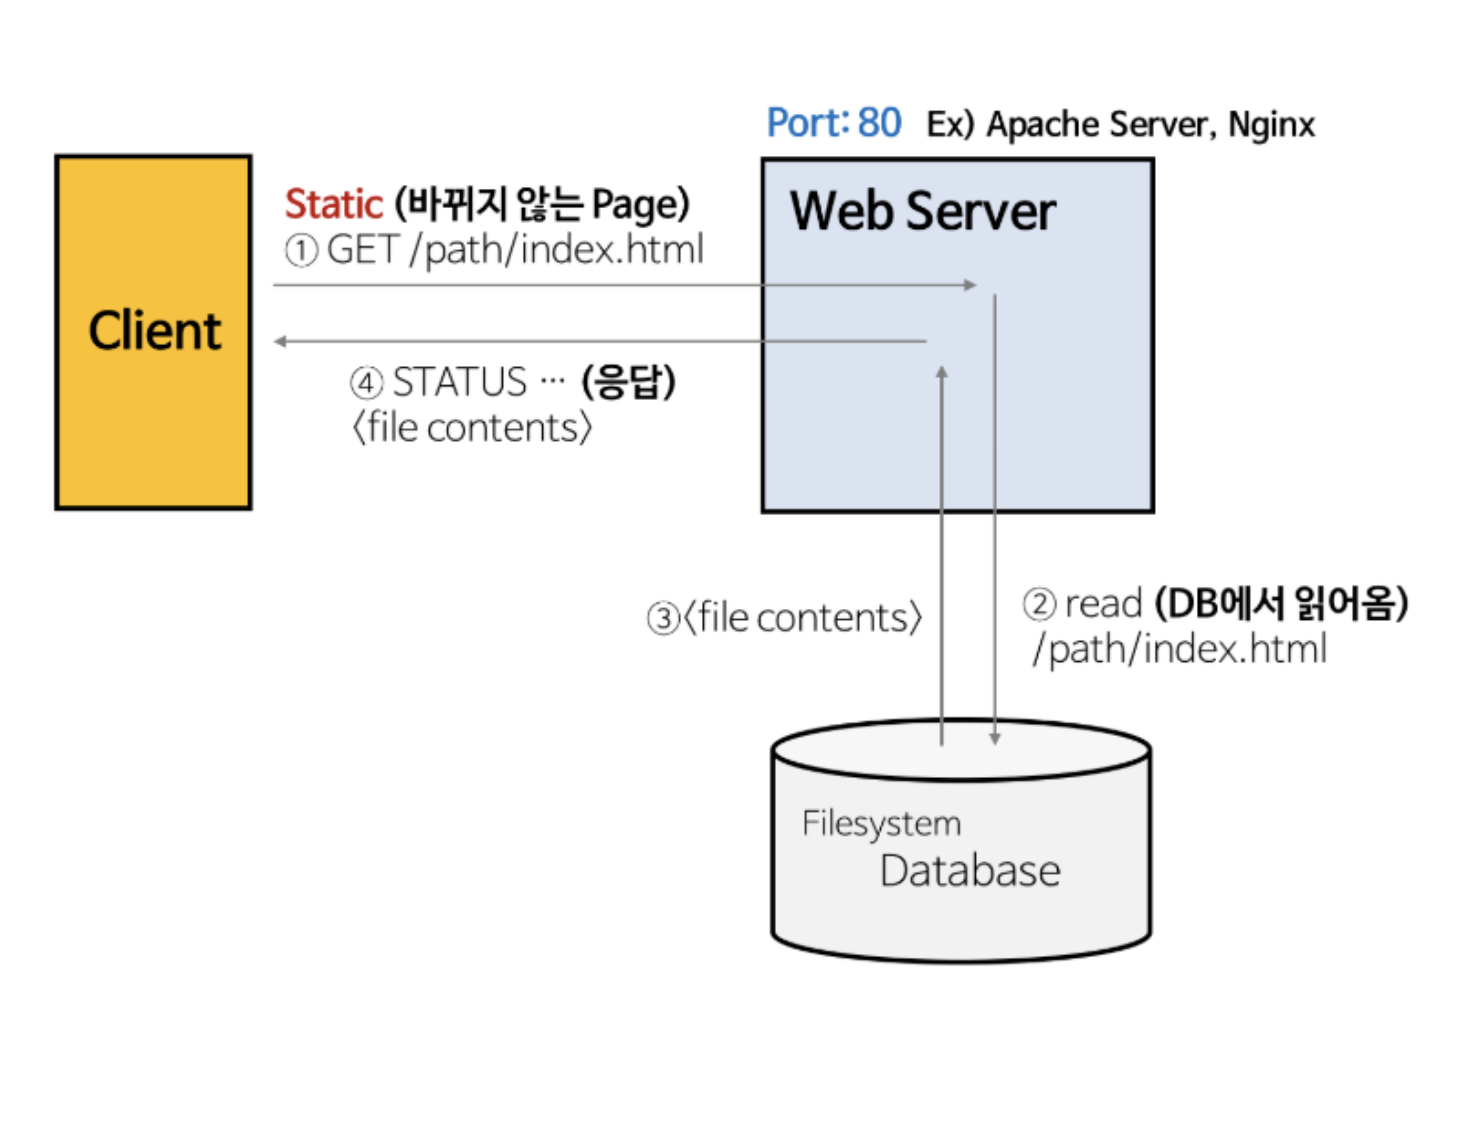 Port: 80 Ex) Apache Server, Nginx
Static (바뀌지 않는 Page)
① GET /path/index.html
Web Server
Client
④ STATUS ··· (응답)
〈file contents〉
③〈file contents〉
② read (DB에서 읽어옴)
/path/index.html
Filesystem
Database